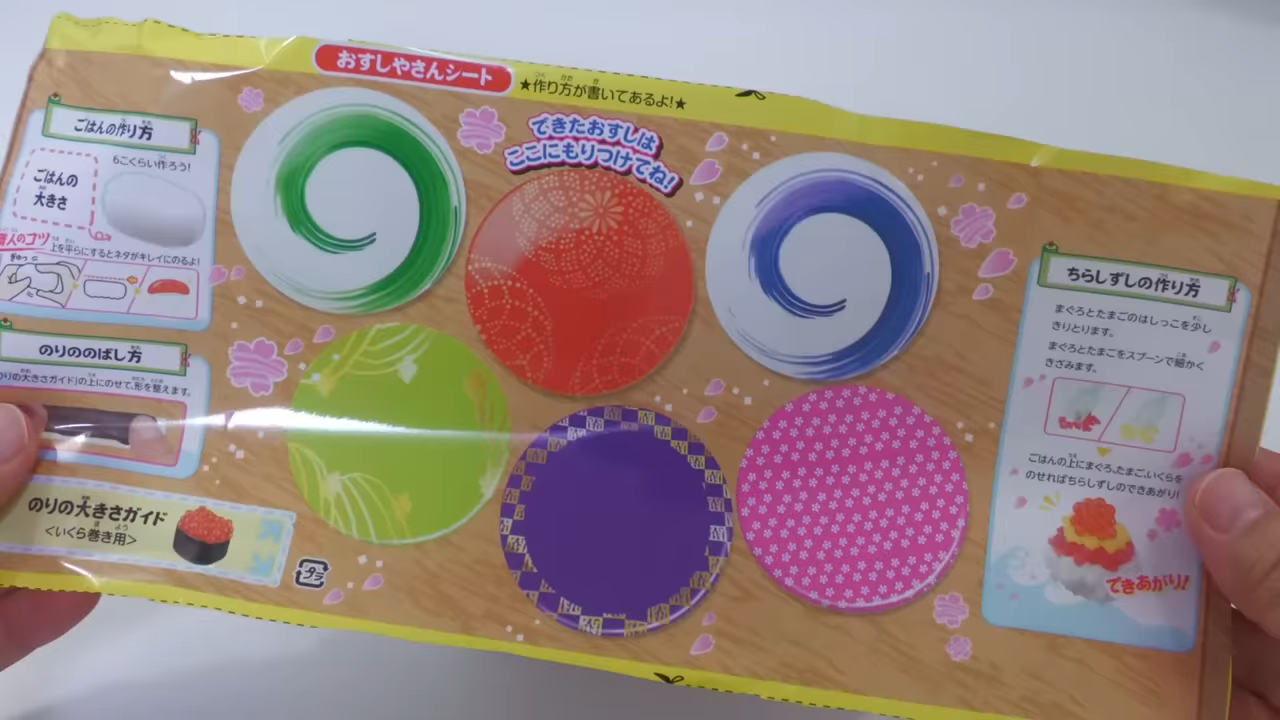 おすしやさんシート
★作り方が書いてあるよ!★
ごはんの作り方
6こくらい作ろう!
ごはんの
大きさ
職人のコツ
上を平らにするとネタがキレイにのるよ!
ぎゅっ
のりののばし方
のりの大きさガイド)の上にのせて、形を整えます。
のりの大きさガイド
<いくら巻き用>
プラ
できたおすしは
ここにもりつけてね!
ちらしずしの作り方
まぐろとたまごのはしっこを少し
きりとります。
まぐろとたまごをスプーンで細かく
きざみます。
ごはんの上にまぐろ、たまご、いくらを
のせればちらしずしのできあがり!
できあがり!